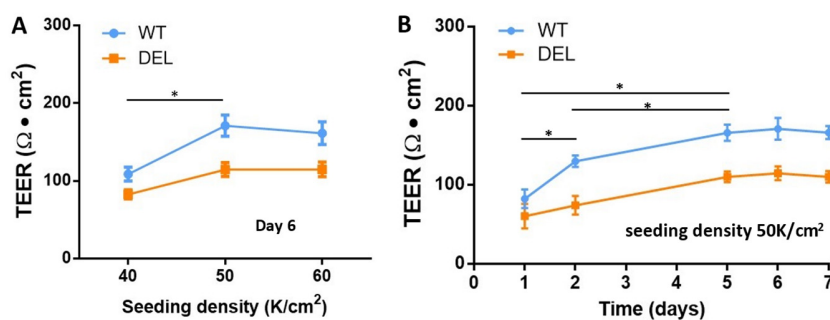 A
WT
DEL
TEER (Ω • cm²)
300
200
100
0
*
Day 6
40
50
60
Seeding density (K/cm²)
B
WT
DEL
TEER (Ω • cm²)
300
200
100
0
*
*
*
seeding density 50K/cm²
0
1
2
3
4
5
6
7
Time (days)